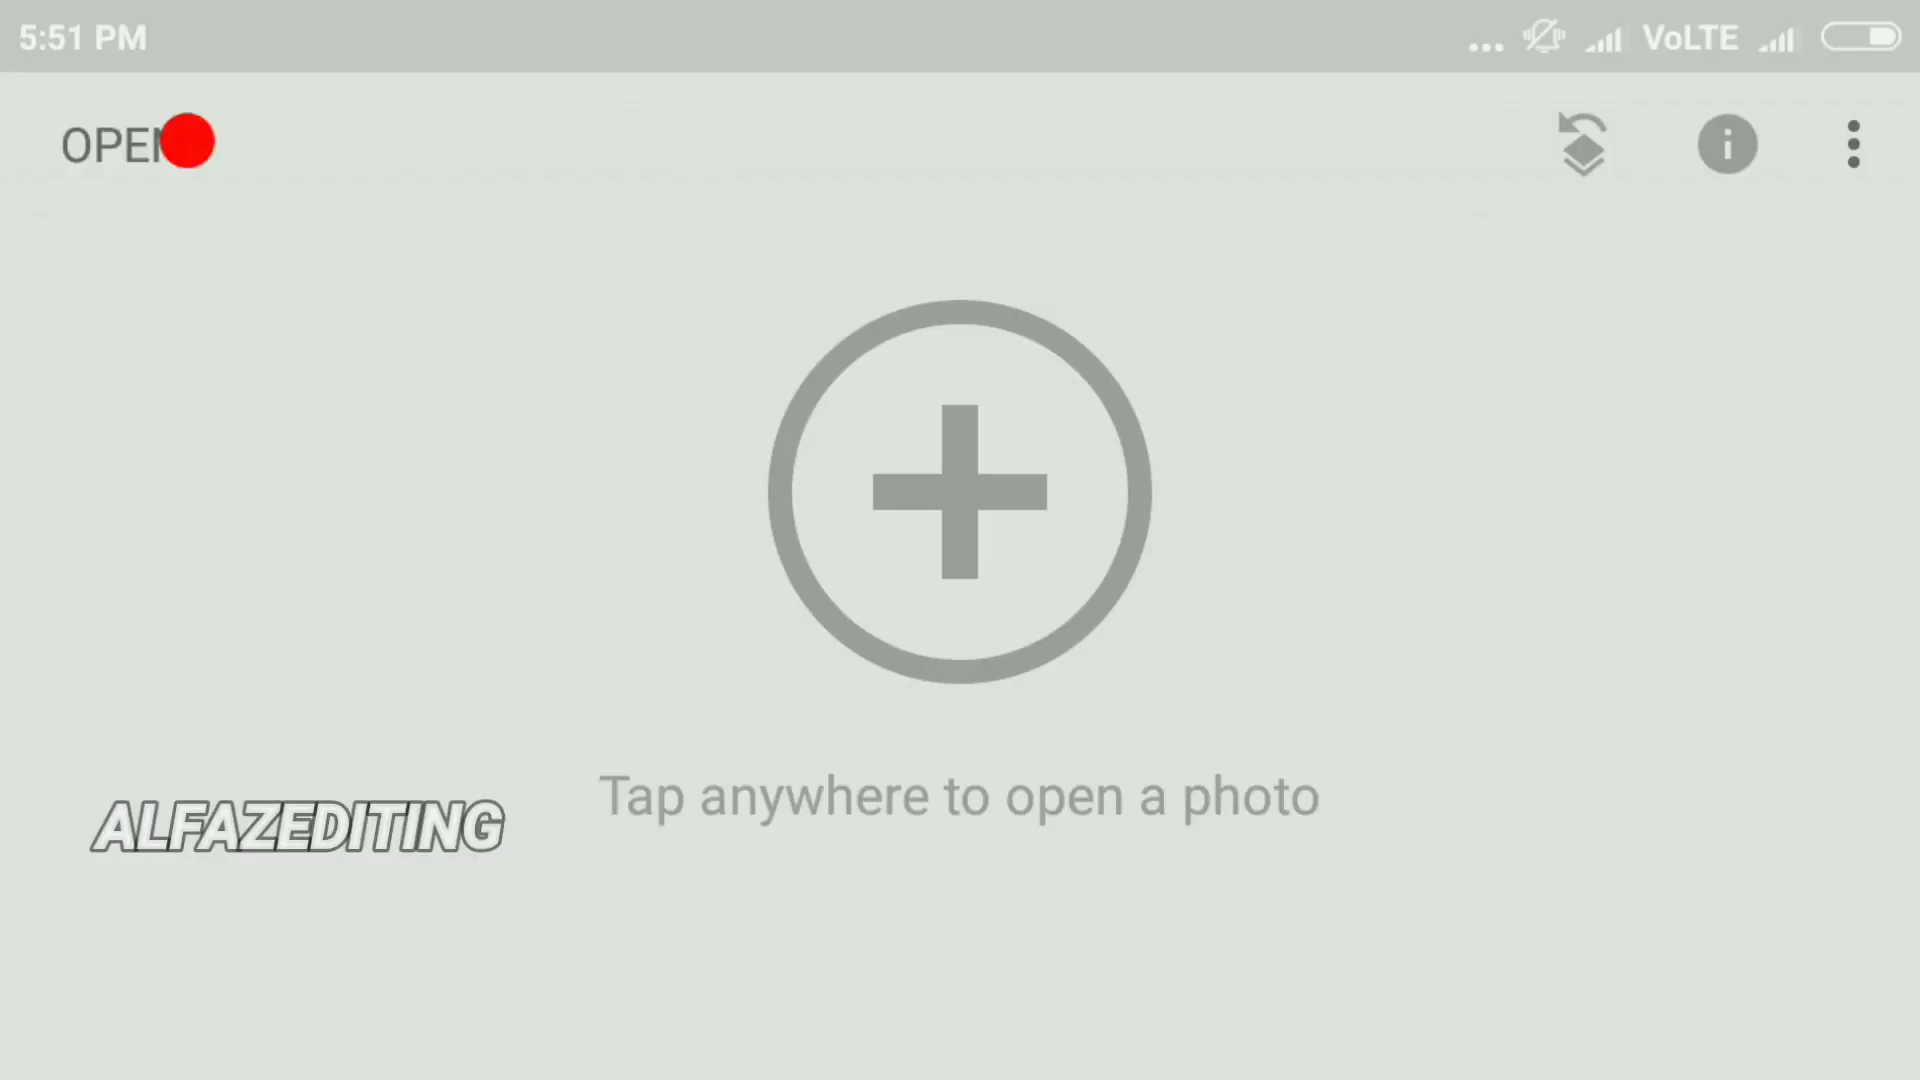 5:51 PM
VoLTE
OPEN
Tap anywhere to open a photo
ALFAZEDITING